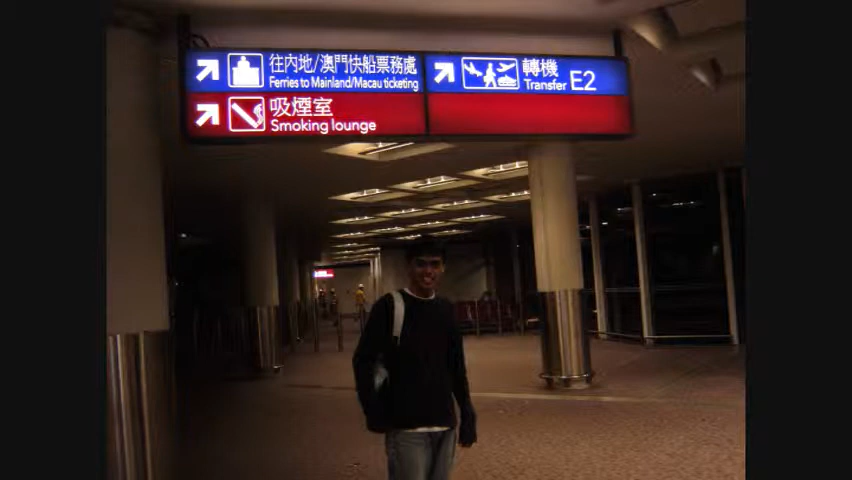 往內地/澳門快船票務處
Ferries to Mainland/Macau ticketing
吸煙室
Smoking lounge
轉機
Transfer E2